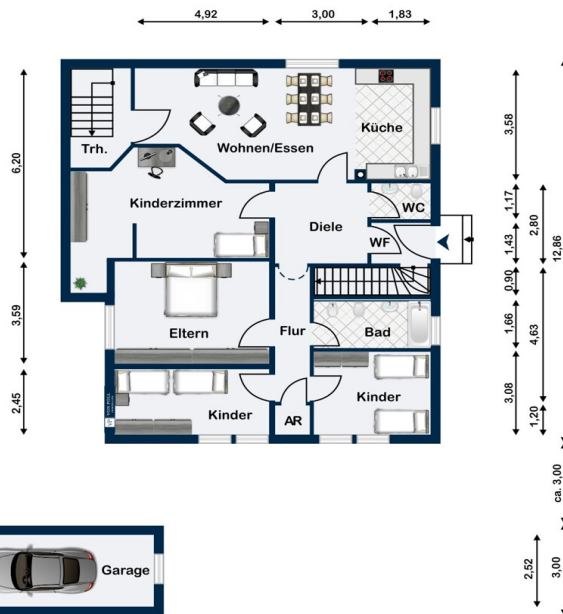 4,92
3,00
1,83
Trh.
Wohnen/Essen
Küche
Kinderzimmer
Diele
WC
WF
Eltern
Flur
Bad
Kinder
AR
Kinder
Garage
6,20
3,59
2,45
3,58
1,17
1,43
0,90
1,66
3,08
2,80
4,63
1,20
12,86
ca. 3,00
2,52
3,00